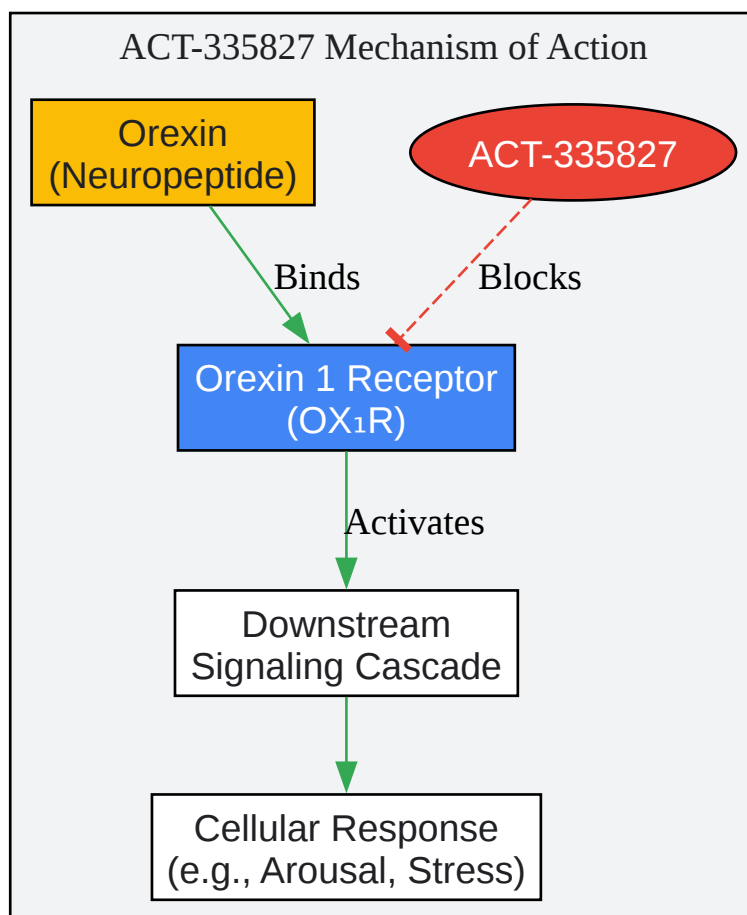 ACT-335827 Mechanism of Action
Orexin
(Neuropeptide)
ACT-335827
Binds
Blocks
Orexin 1 Receptor
(OX₁R)
Activates
Downstream
Signaling Cascade
Cellular Response
(e.g., Arousal, Stress)